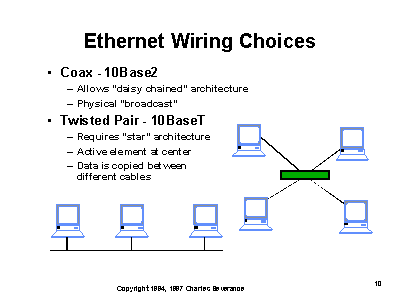 Ethernet Wiring Choices
• Coax - 10Base2
– Allows "daisy chained" architecture
– Physical "broadcast"
• Twisted Pair - 10BaseT
– Requires "star" architecture
– Active element at center
– Data is copied between
different cables
Copyright 1994, 1997 Charles Severance
10